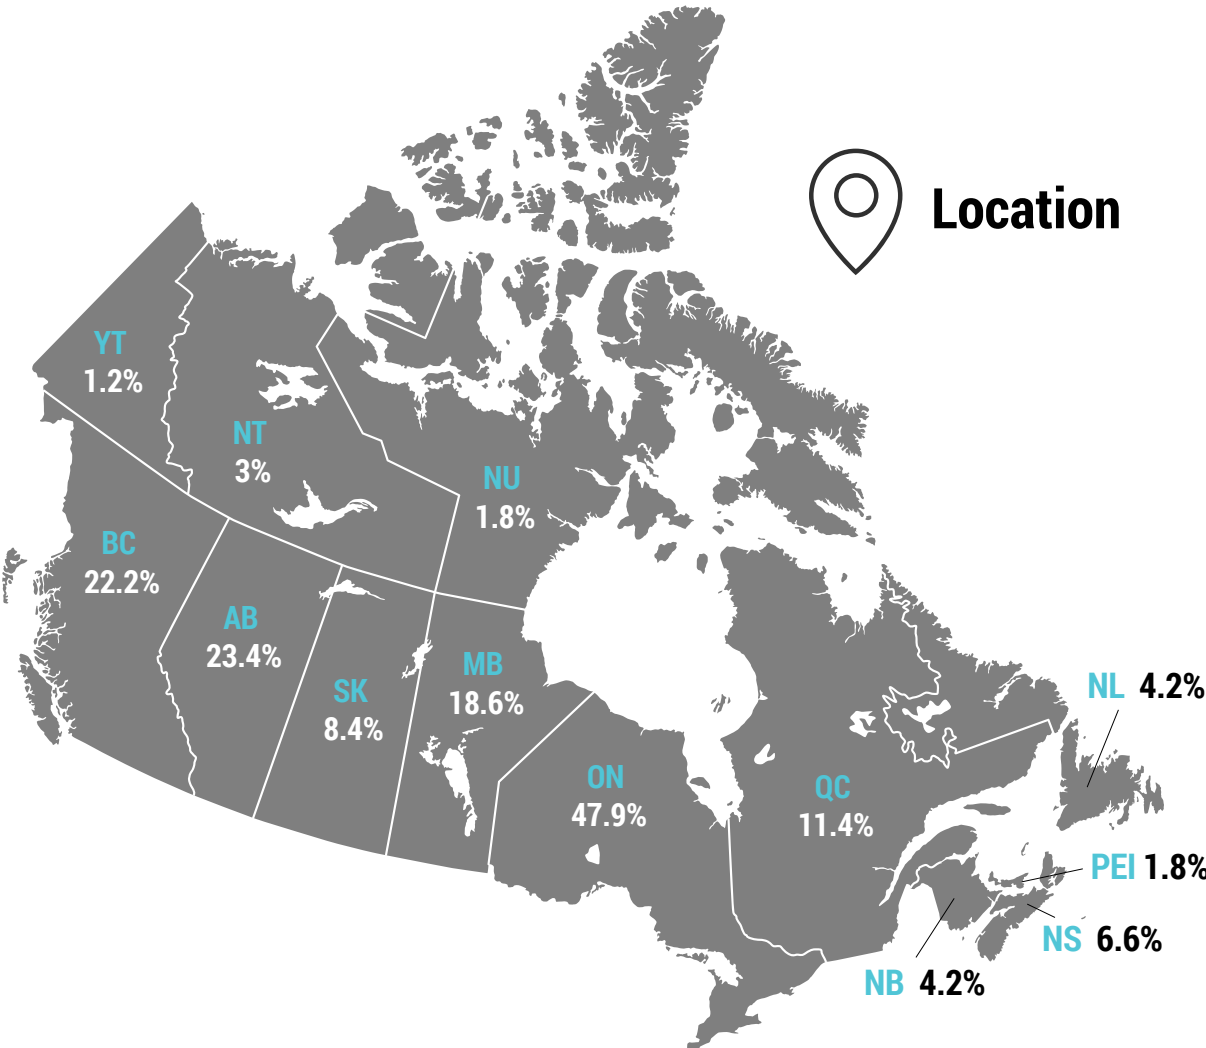 Location
YT
1.2%
NT
3%
NU
1.8%
BC
22.2%
AB
23.4%
SK
8.4%
MB
18.6%
ON
47.9%
QC
11.4%
NL 4.2%
PEI 1.8%
NS 6.6%
NB 4.2%